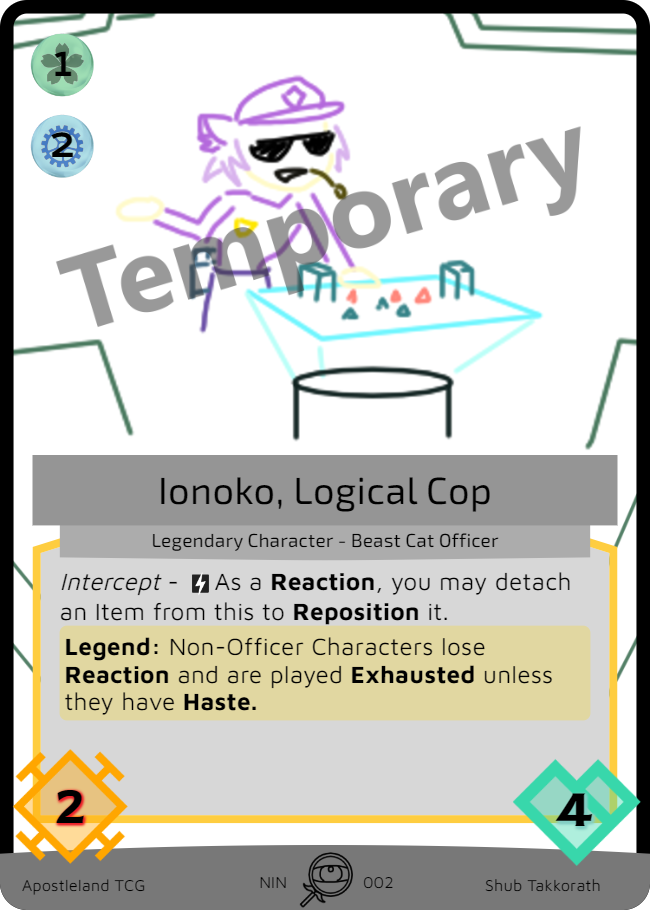 1
2
Temporary
Ionoko, Logical Cop
Legendary Character - Beast Cat Officer
Intercept - As a Reaction, you may detach
an Item from this to Reposition it.
Legend: Non-Officer Characters lose
Reaction and are played Exhausted unless
they have Haste.
2
4
Apostleland TCG
NIN 002
Shub Takkorath